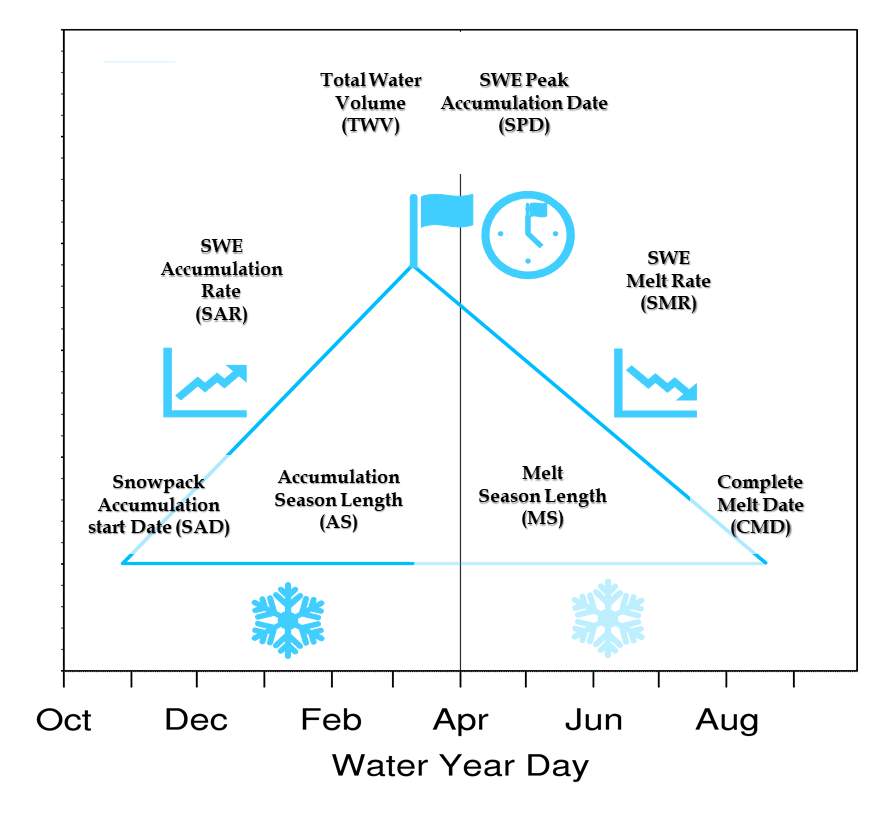 Total Water
Volume
(TWV)
SWE Peak
Accumulation Date
(SPD)
SWE
Accumulation
Rate
(SAR)
SWE
Melt Rate
(SMR)
Snowpack
Accumulation
start Date (SAD)
Accumulation
Season Length
(AS)
Melt
Season Length
(MS)
Complete
Melt Date
(CMD)
Oct Dec Feb Apr Jun Aug
Water Year Day